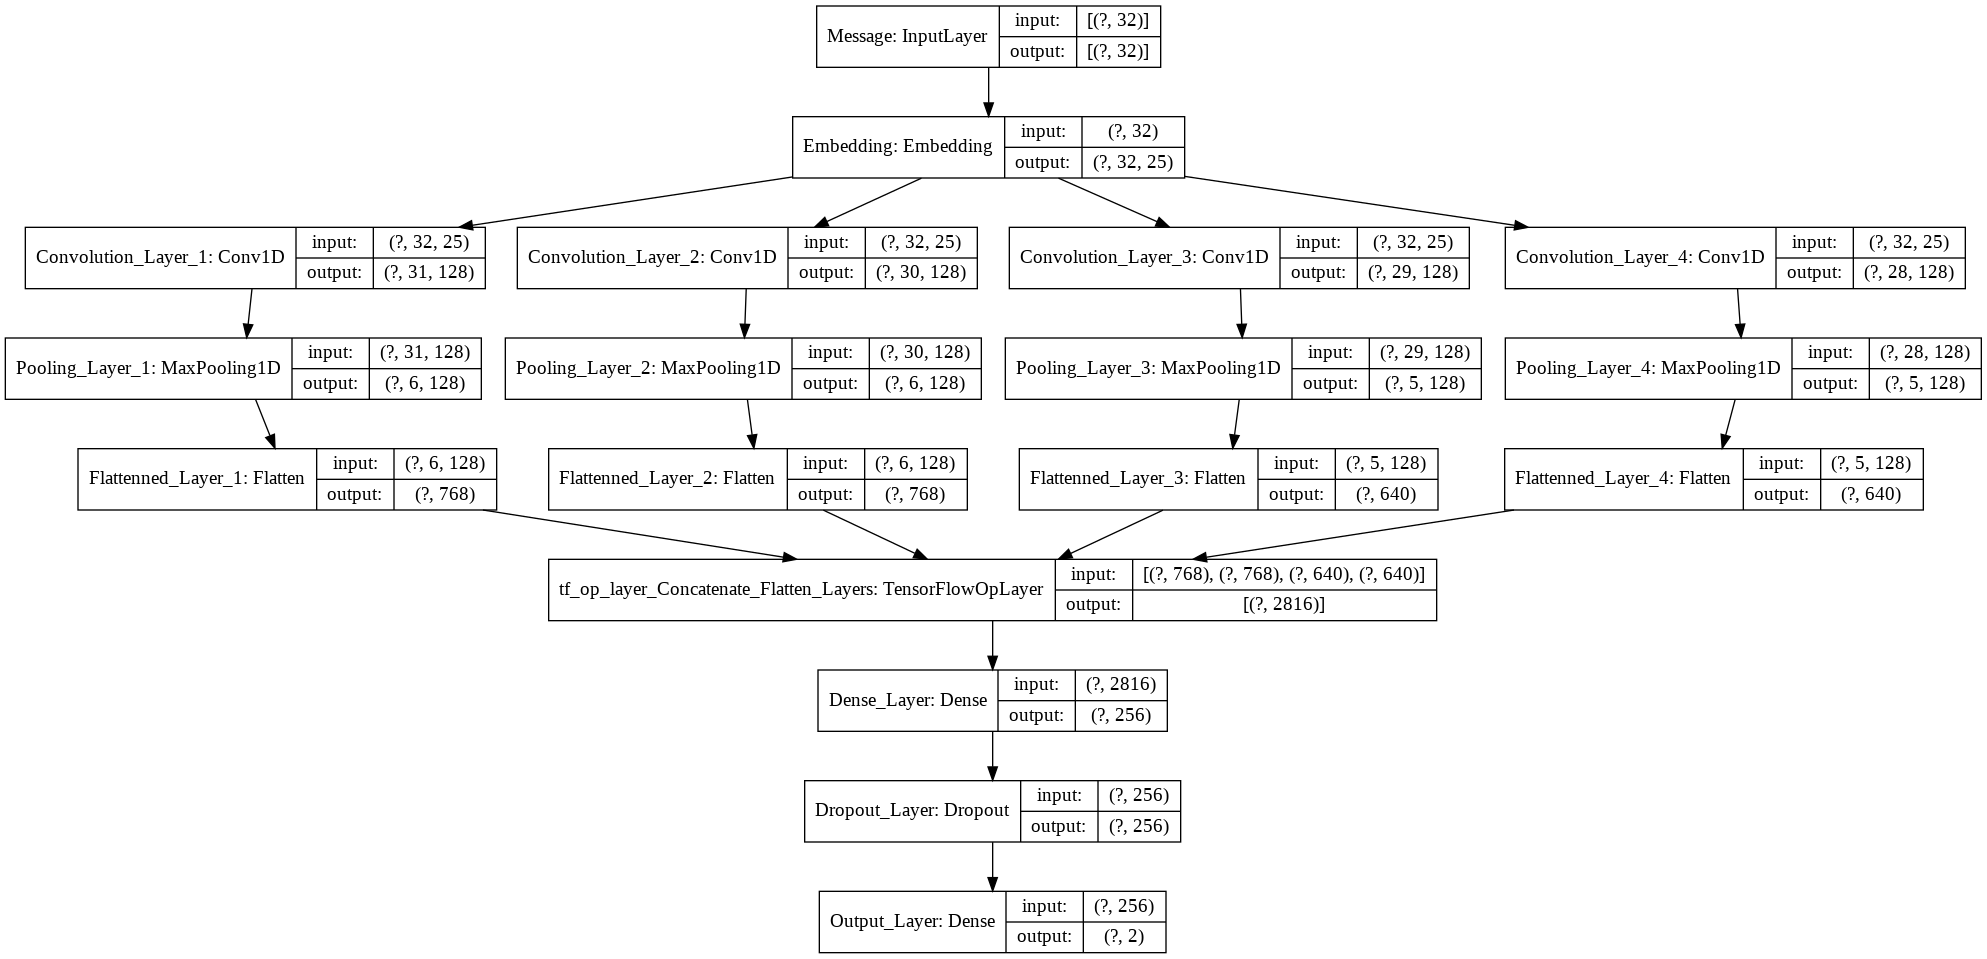 Message: InputLayer
input:
[(?, 32)]
output:
[(?, 32)]
Embedding: Embedding
input:
(?, 32)
output:
(?, 32, 25)
Convolution_Layer_1: Conv1D
input:
(?, 32, 25)
output:
(?, 31, 128)
Convolution_Layer_2: Conv1D
input:
(?, 32, 25)
output:
(?, 30, 128)
Convolution_Layer_3: Conv1D
input:
(?, 32, 25)
output:
(?, 29, 128)
Convolution_Layer_4: Conv1D
input:
(?, 32, 25)
output:
(?, 28, 128)
Pooling_Layer_1: MaxPooling1D
input:
(?, 31, 128)
output:
(?, 6, 128)
Pooling_Layer_2: MaxPooling1D
input:
(?, 30, 128)
output:
(?, 6, 128)
Pooling_Layer_3: MaxPooling1D
input:
(?, 29, 128)
output:
(?, 5, 128)
Pooling_Layer_4: MaxPooling1D
input:
(?, 28, 128)
output:
(?, 5, 128)
Flattenned_Layer_1: Flatten
input:
(?, 6, 128)
output:
(?, 768)
Flattenned_Layer_2: Flatten
input:
(?, 6, 128)
output:
(?, 768)
Flattenned_Layer_3: Flatten
input:
(?, 5, 128)
output:
(?, 640)
Flattenned_Layer_4: Flatten
input:
(?, 5, 128)
output:
(?, 640)
tf_op_layer_Concatenate_Flatten_Layers: TensorFlowOpLayer
input:
[(?, 768), (?, 768), (?, 640), (?, 640)]
output:
[(?, 2816)]
Dense_Layer: Dense
input:
(?, 2816)
output:
(?, 256)
Dropout_Layer: Dropout
input:
(?, 256)
output:
(?, 256)
Output_Layer: Dense
input:
(?, 256)
output:
(?, 2)